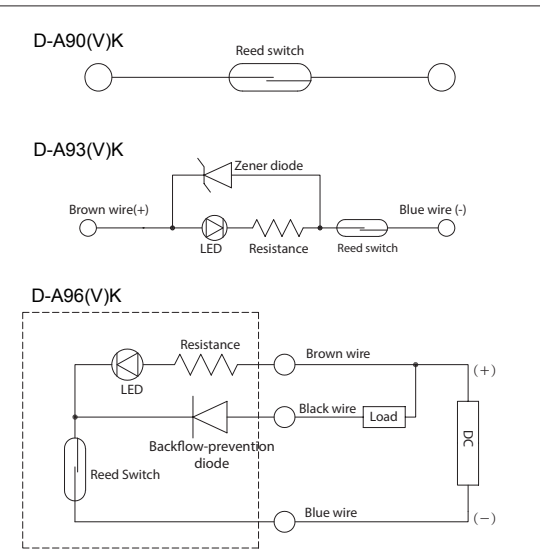 D-A90(V)K
Reed switch
D-A93(V)K
Zener diode
Brown wire(+)
Blue wire (-)
LED
Resistance
Reed switch
D-A96(V)K
Resistance
Brown wire
(+)
LED
Black wire
Load
DC
Backflow-prevention
diode
Reed Switch
Blue wire
(−)